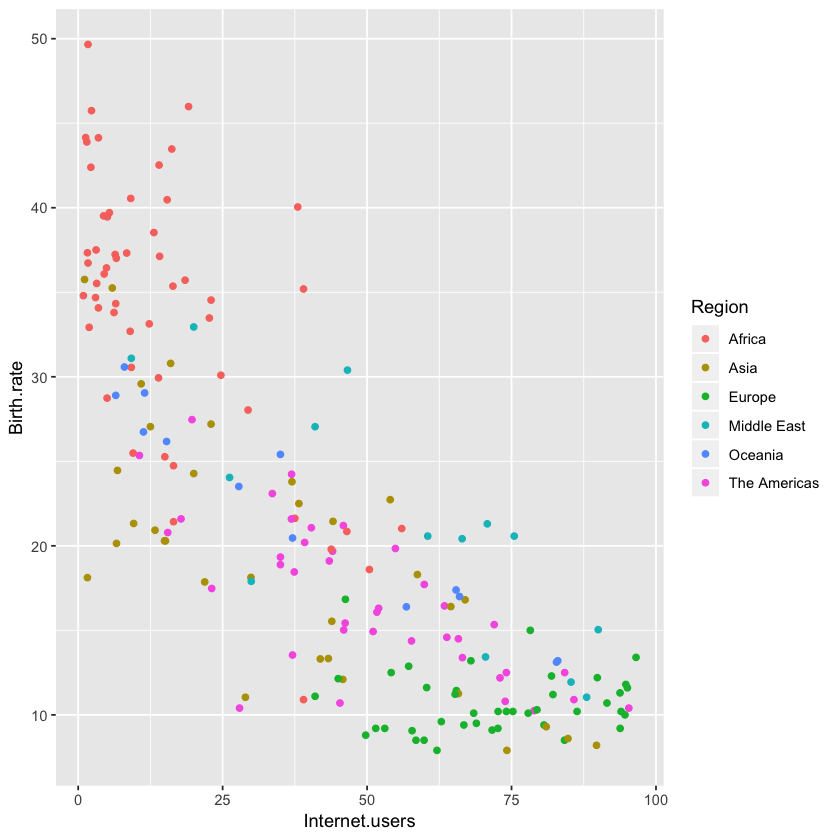 50
40
30
20
10
Birth.rate
0
25
50
75
100
Internet.users
Region
Africa
Asia
Europe
Middle East
Oceania
The Americas